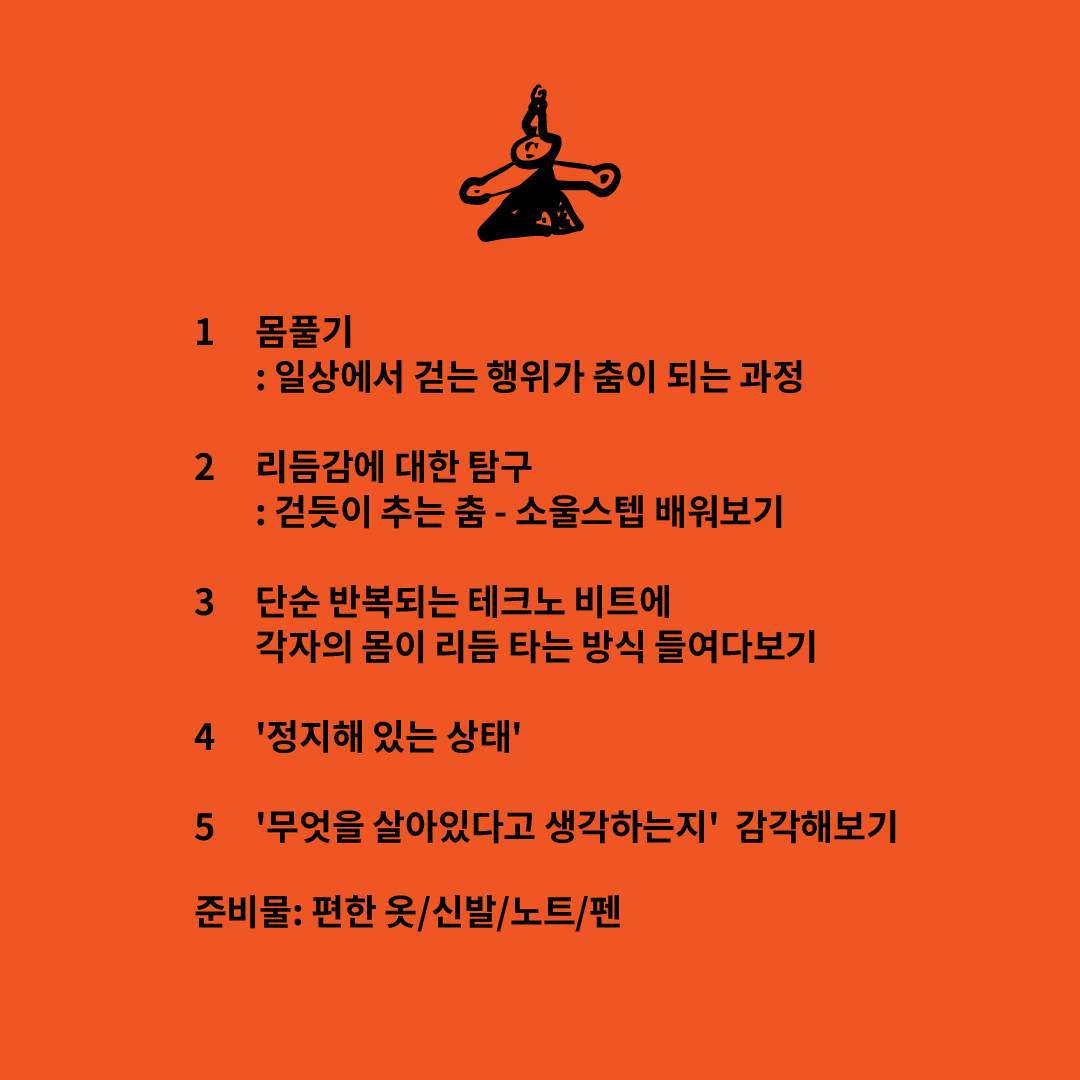 1 몸풀기
: 일상에서 걷는 행위가 춤이 되는 과정
2 리듬감에 대한 탐구
: 걷듯이 추는 춤 - 소울스텝 배워보기
3 단순 반복되는 테크노 비트에
각자의 몸이 리듬 타는 방식 들여다보기
4 '정지해 있는 상태'
5 '무엇을 살아있다고 생각하는지' 감각해보기
준비물: 편한 옷/신발/노트/펜